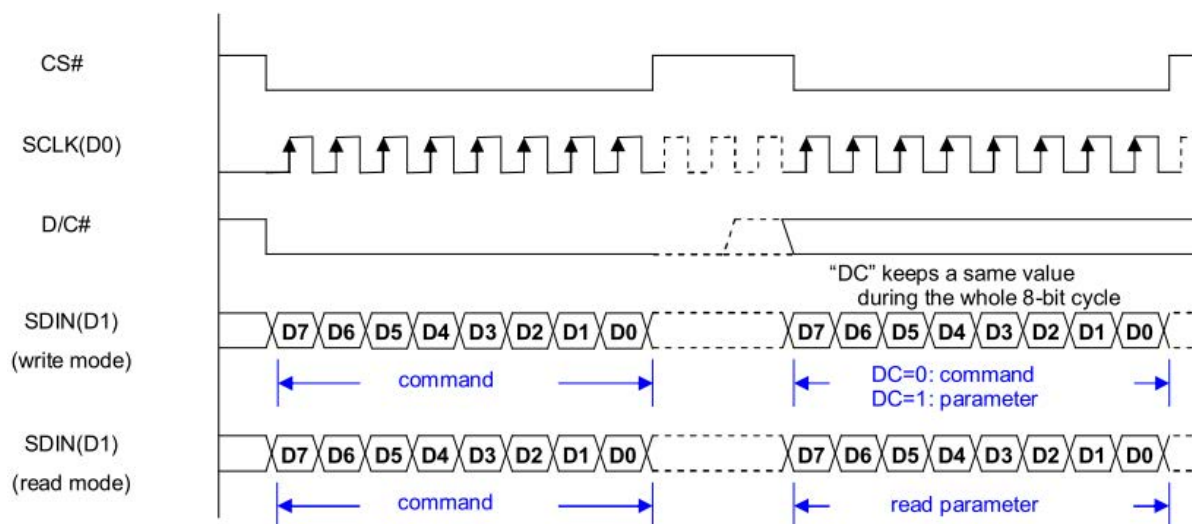 CS#
SCLK(D0)
D/C#
“DC” keeps a same value
during the whole 8-bit cycle
SDIN(D1)
(write mode)
D7 D6 D5 D4 D3 D2 D1 D0
D7 D6 D5 D4 D3 D2 D1 D0
command
DC=0: command
DC=1: parameter
SDIN(D1)
(read mode)
D7 D6 D5 D4 D3 D2 D1 D0
D7 D6 D5 D4 D3 D2 D1 D0
command
read parameter